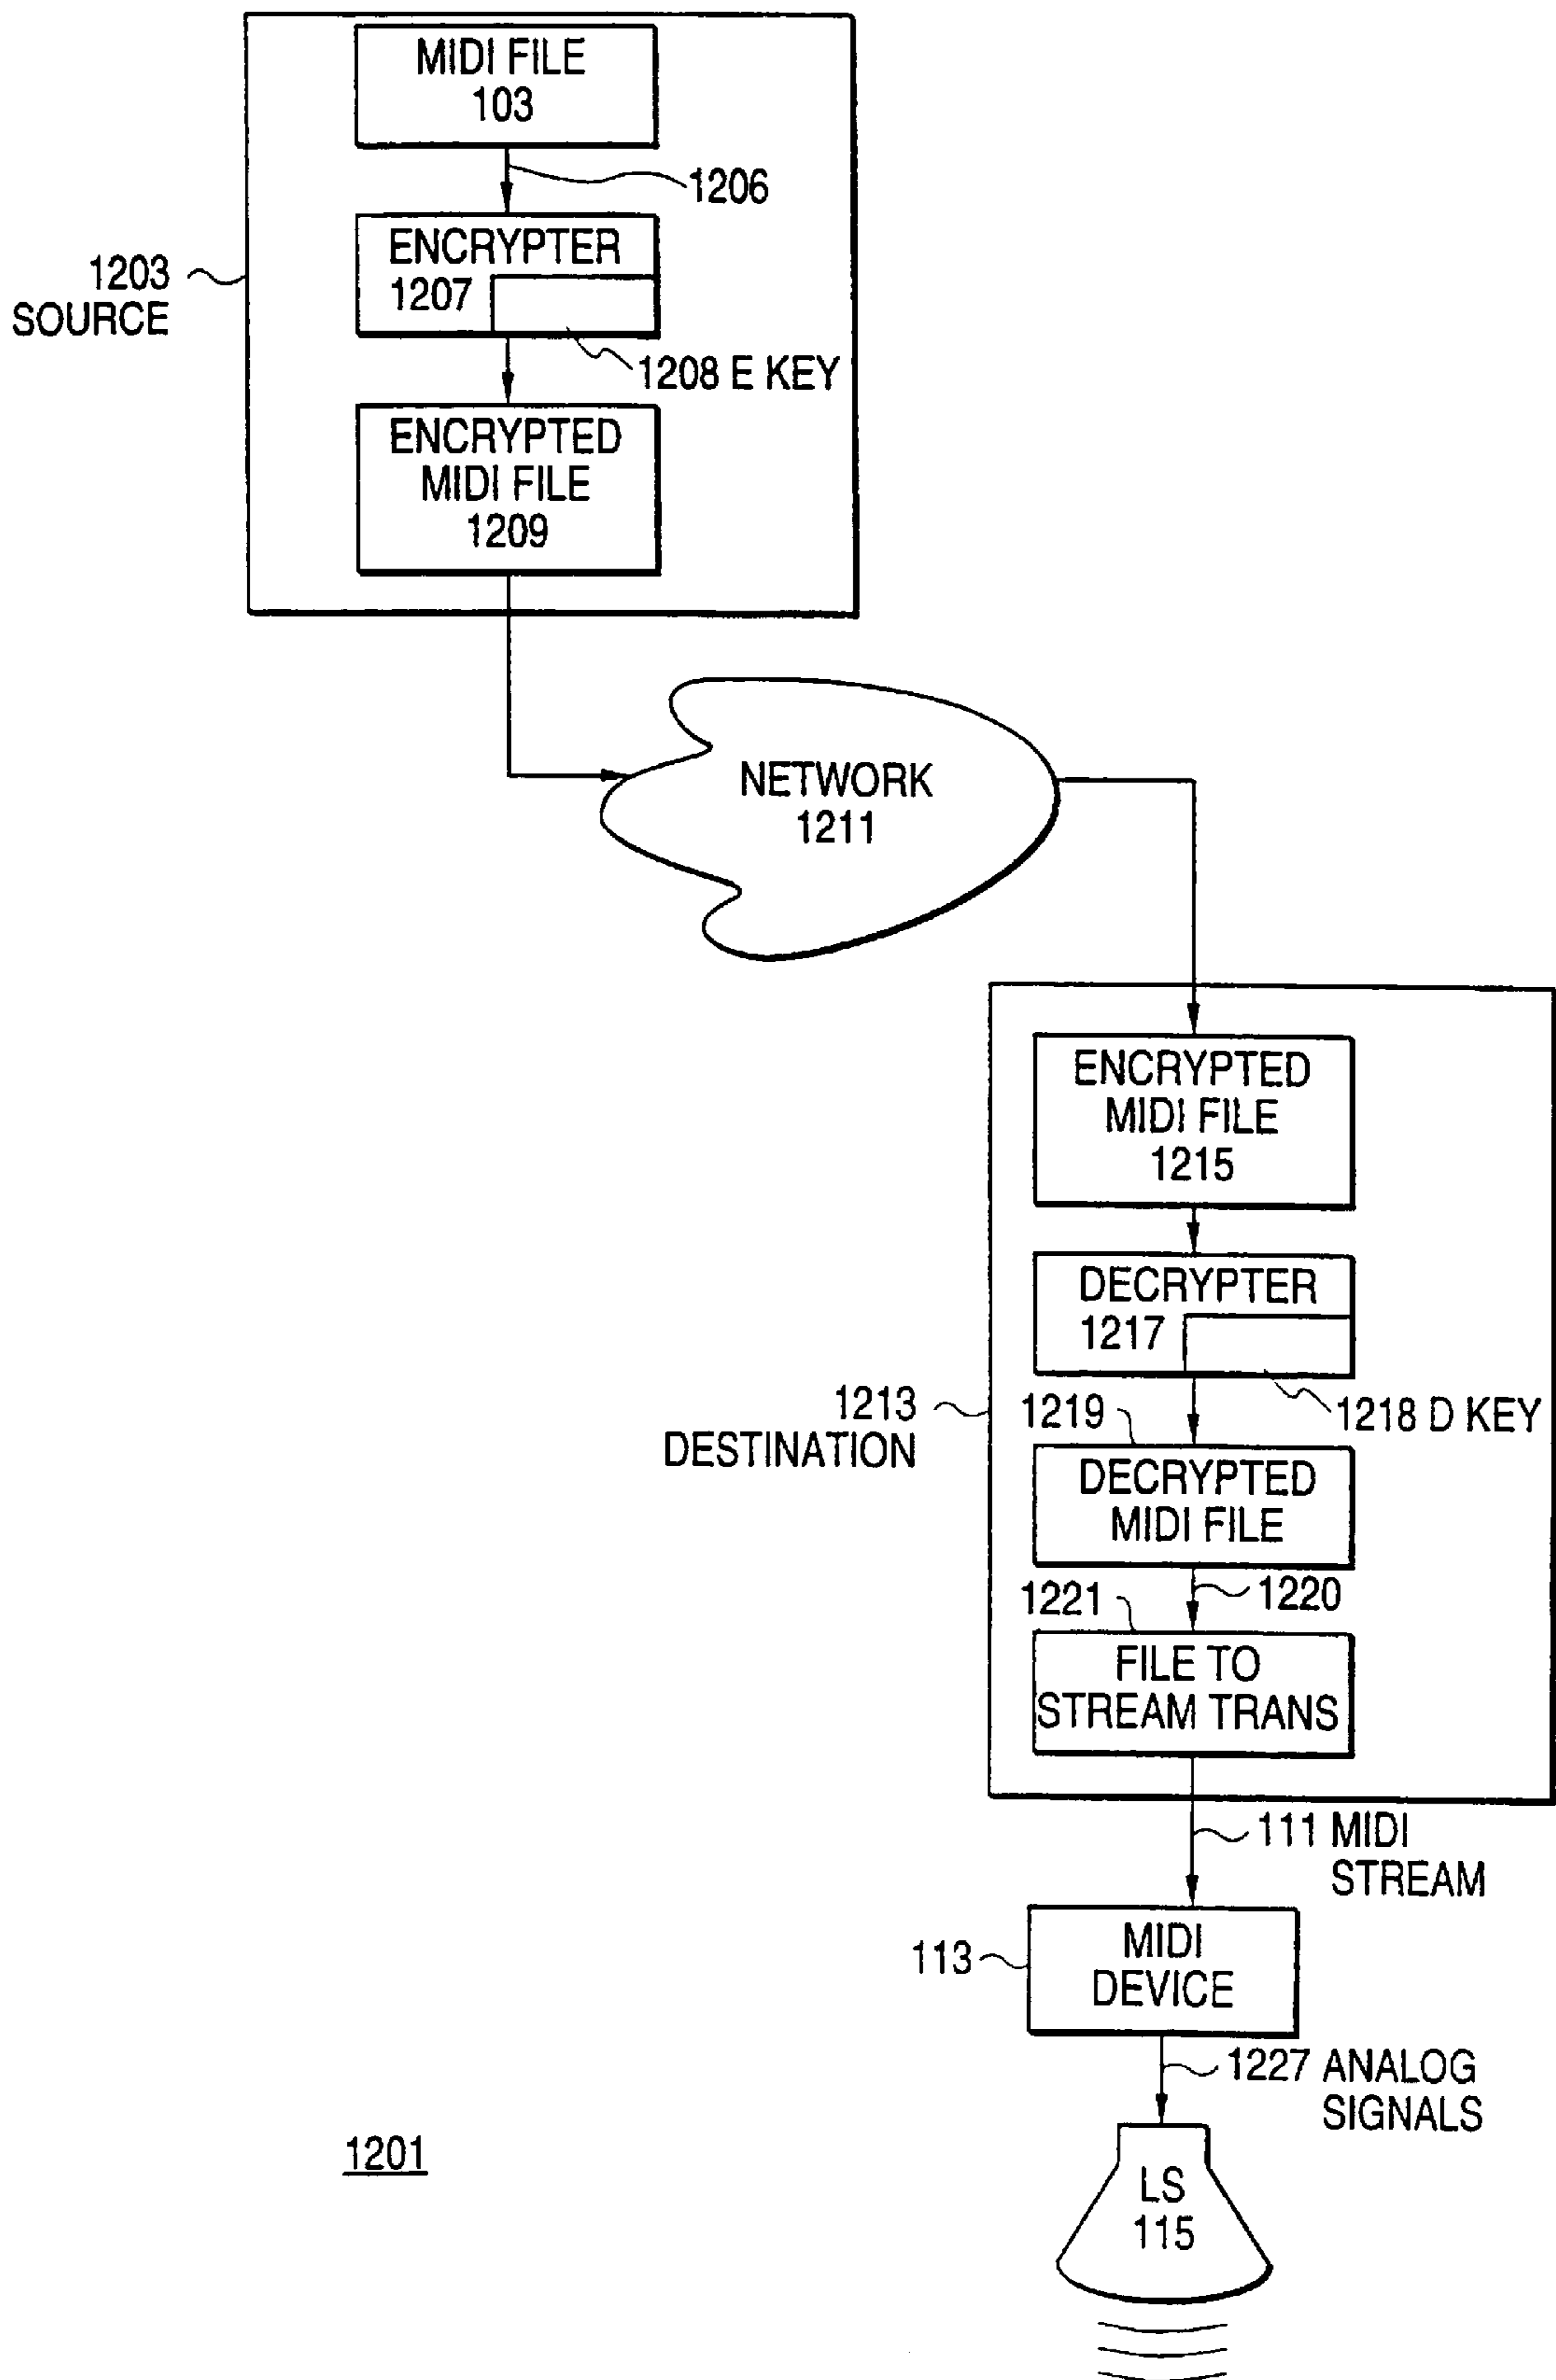 MIDI FILE
103
1206
ENCRYPTER
1207
1203
SOURCE
1208 E KEY
ENCRYPTED
MIDI FILE
1209
NETWORK
1211
ENCRYPTED
MIDI FILE
1215
DECRYPTER
1217
1213
DESTINATION
1218 D KEY
1219
DECRYPTED
MIDI FILE
1220
1221
FILE TO
STREAM TRANS
111 MIDI
STREAM
113
MIDI
DEVICE
1227 ANALOG
SIGNALS
1201
LS
115